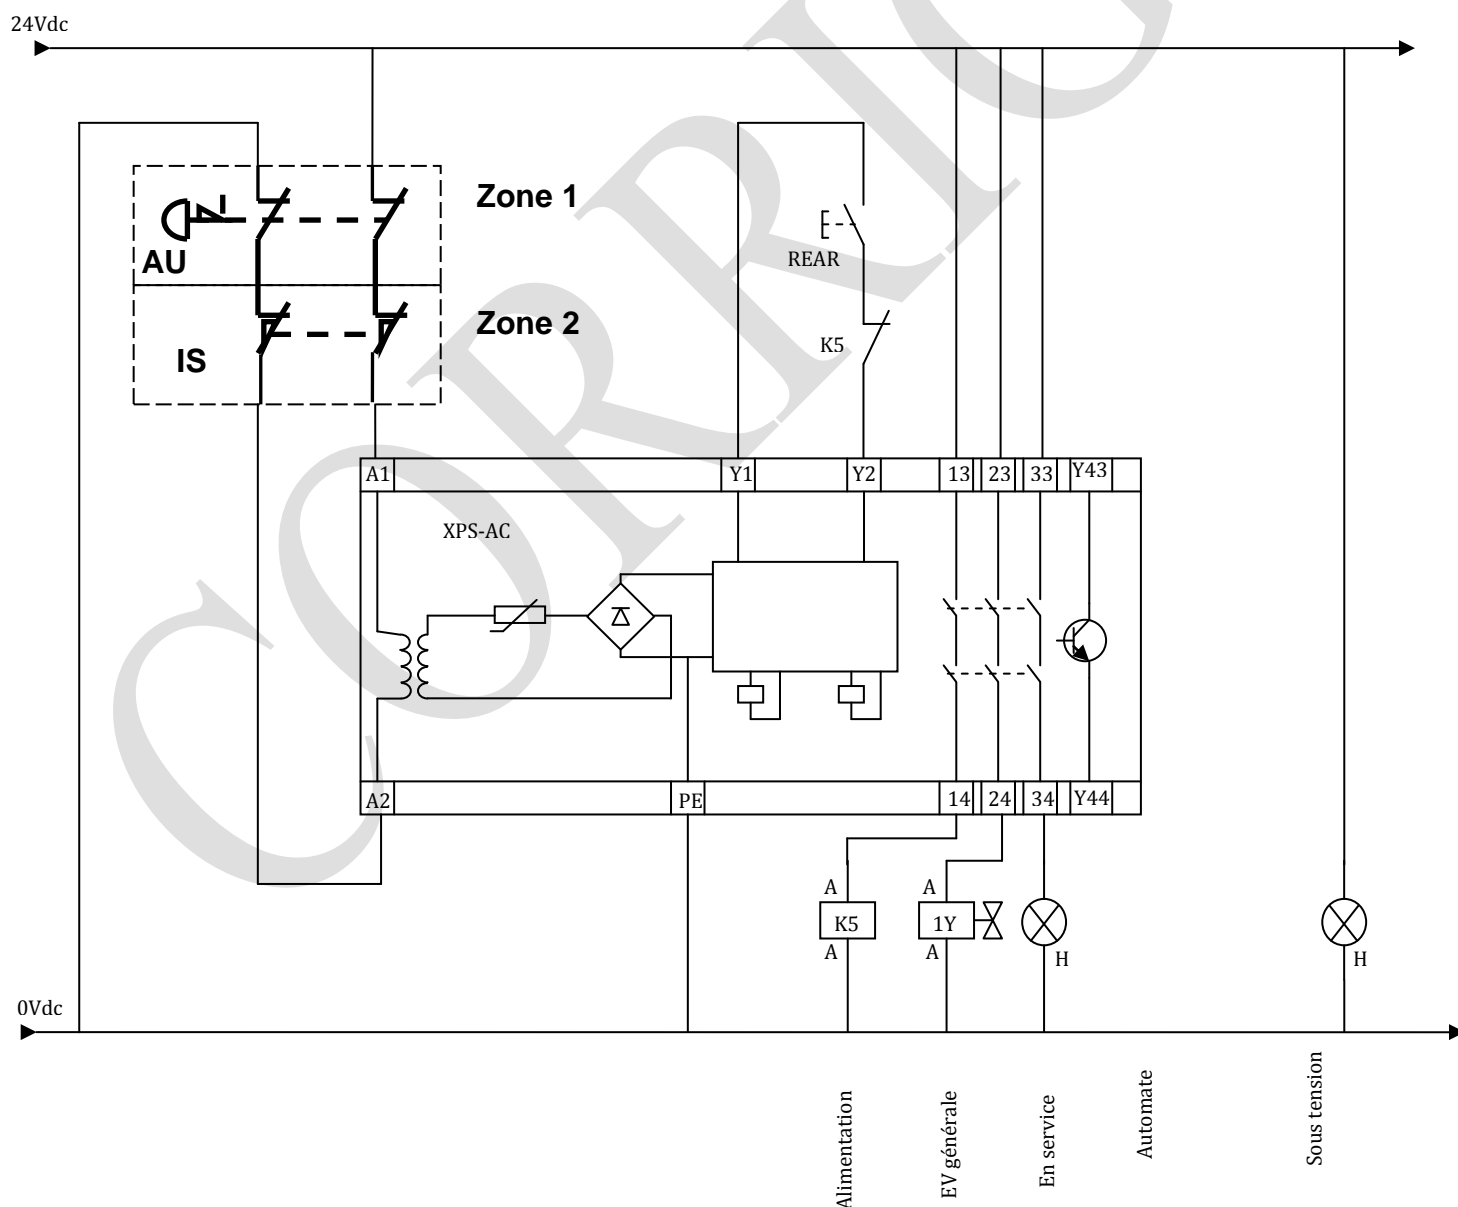 24Vdc
Zone 1
AU
REAR
Zone 2
K5
IS
A1
Y1
Y2
13
23
33
Y43
XPS-AC
A2
PE
14
24
34
Y44
A
A
K5
1Y
A
A
H
H
0Vdc
Alimentation
EV générale
En service
Automate
Sous tension
CORRIG